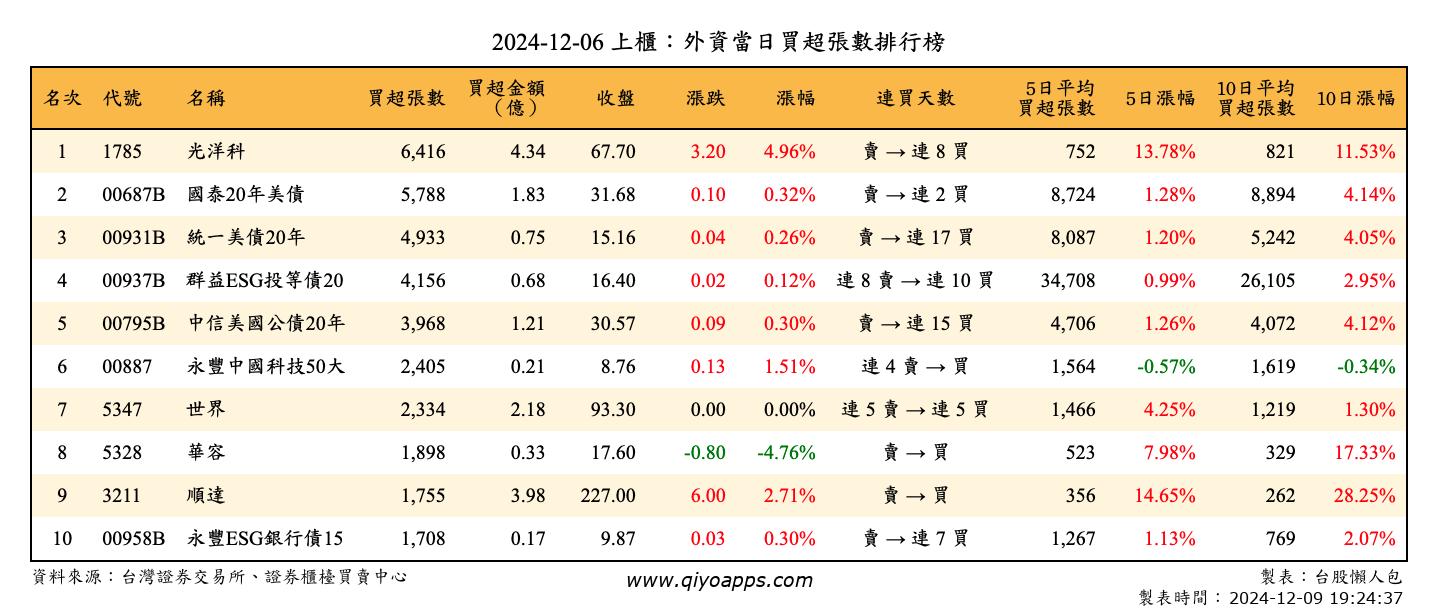 2024-12-06 上櫃：外資當日買超張數排行榜
名次 代號 名稱 買超張數 買超金額（億） 收盤 漲跌 漲幅 連買天數 5日平均買超張數 5日漲幅 10日平均買超張數 10日漲幅
1 1785 光洋科 6,416 4.34 67.70 3.20 4.96% 賣 → 連 8 買 752 13.78% 821 11.53%
2 00687B 國泰20年美債 5,788 1.83 31.68 0.10 0.32% 賣 → 連 2 買 8,724 1.28% 8,894 4.14%
3 00931B 統一美債20年 4,933 0.75 15.16 0.04 0.26% 賣 → 連 17 買 8,087 1.20% 5,242 4.05%
4 00937B 群益ESG投等債20 4,156 0.68 16.40 0.02 0.12% 連 8 賣 → 連 10 買 34,708 0.99% 26,105 2.95%
5 00795B 中信美國公債20年 3,968 1.21 30.57 0.09 0.30% 賣 → 連 15 買 4,706 1.26% 4,072 4.12%
6 00887 永豐中國科技50大 2,405 0.21 8.76 0.13 1.51% 連 4 賣 → 買 1,564 -0.57% 1,619 -0.34%
7 5347 世界 2,334 2.18 93.30 0.00 0.00% 連 5 賣 → 連 5 買 1,466 4.25% 1,219 1.30%
8 5328 華容 1,898 0.33 17.60 -0.80 -4.76% 賣 → 買 523 7.98% 329 17.33%
9 3211 順達 1,755 3.98 227.00 6.00 2.71% 賣 → 買 356 14.65% 262 28.25%
10 00958B 永豐ESG銀行債15 1,708 0.17 9.87 0.03 0.30% 賣 → 連 7 買 1,267 1.13% 769 2.07%
資料來源：台灣證券交易所、證券櫃檯買賣中心 www.qiyoapps.com 製表：台股懶人包
製表時間：2024-12-09 19:24:37